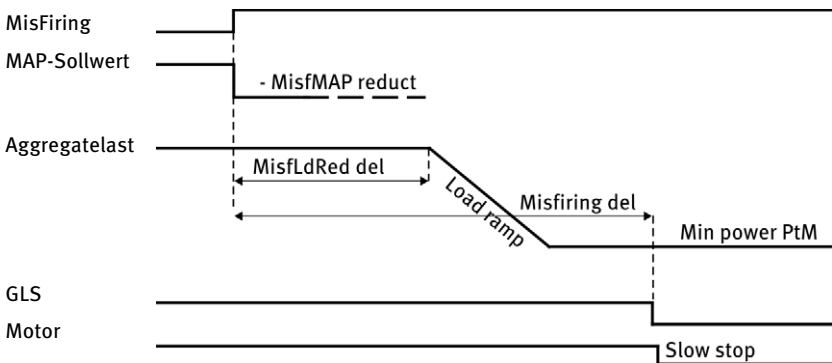 MisFiring
MAP-Sollwert
- MisfMAP reduct
Aggregatelast
MisfLdRed del
Load ramp
Misfiring del
Min power PtM
GLS
Motor
Slow stop